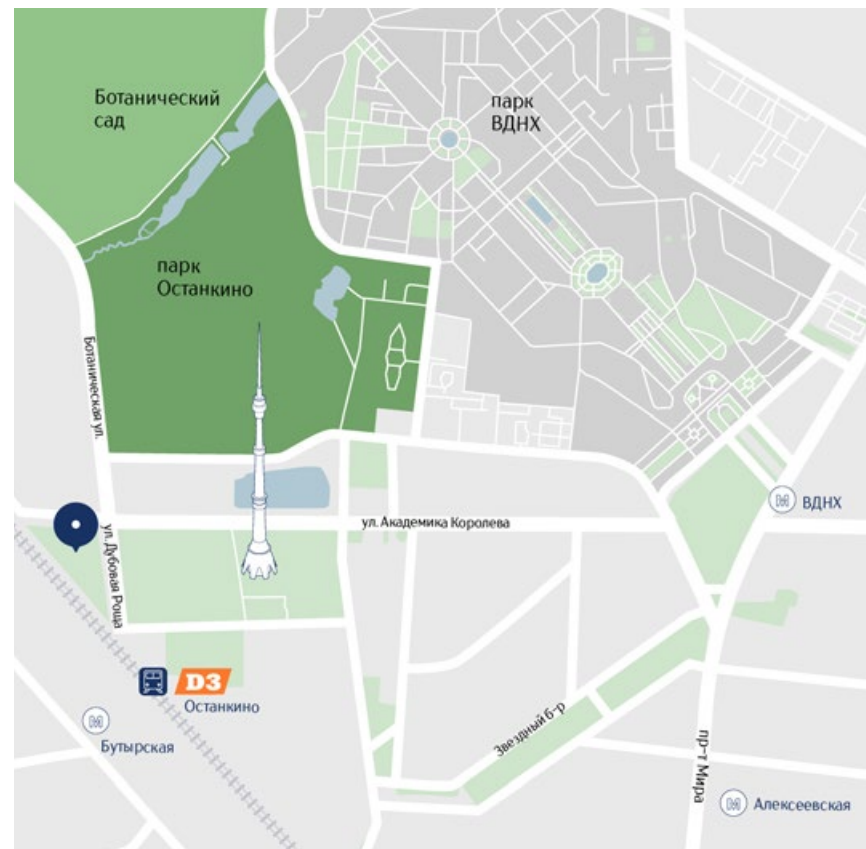 Ботанический
сад
парк
ВДНХ
парк
Останкино
Ботаническая ул.
ВДНХ
ул. Академика Королева
ул. Дубовая Роща
D3
Останкино
Бутырская
Звездный б-р
пр-т Мира
Алексеевская